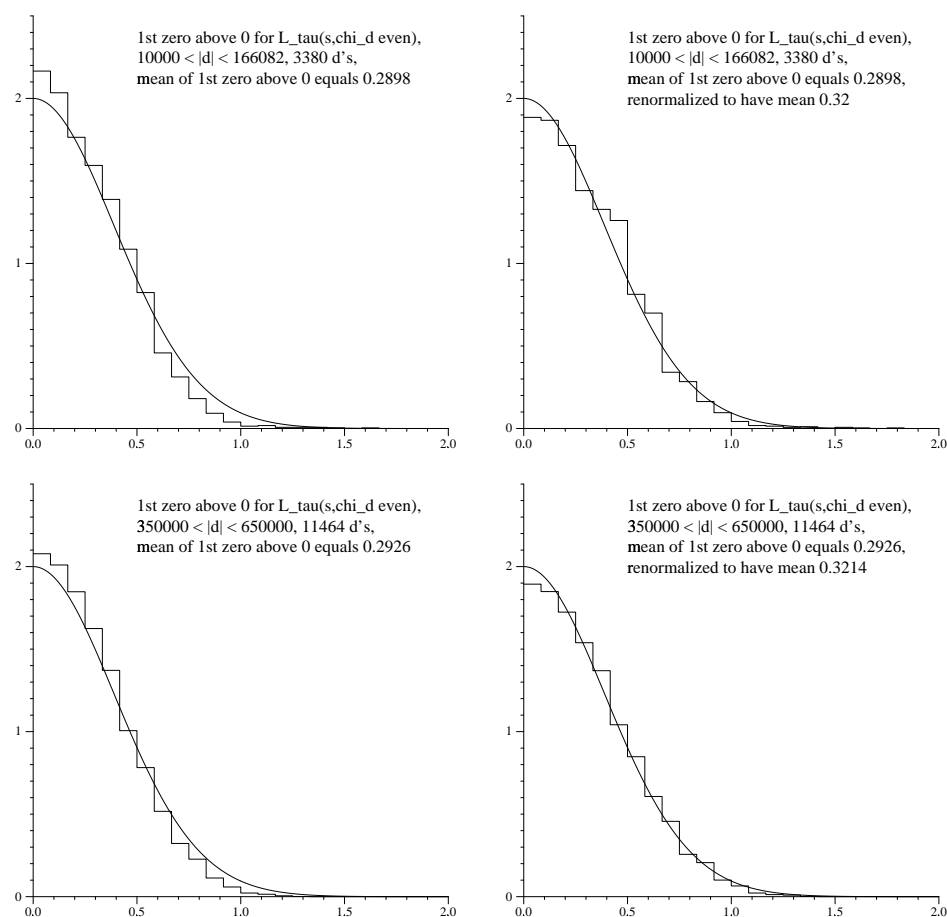 1st zero above 0 for L_tau(s,chi_d even),
10000 < |d| < 166082, 3380 d's,
mean of 1st zero above 0 equals 0.2898
2
1
0
0.0 0.5 1.0 1.5 2.0
1st zero above 0 for L_tau(s,chi_d even),
10000 < |d| < 166082, 3380 d's,
mean of 1st zero above 0 equals 0.2898,
renormalized to have mean 0.32
2
1
0
0.0 0.5 1.0 1.5 2.0
1st zero above 0 for L_tau(s,chi_d even),
350000 < |d| < 650000, 11464 d's,
mean of 1st zero above 0 equals 0.2926
2
1
0
0.0 0.5 1.0 1.5 2.0
1st zero above 0 for L_tau(s,chi_d even),
350000 < |d| < 650000, 11464 d's,
mean of 1st zero above 0 equals 0.2926,
renormalized to have mean 0.3214
2
1
0
0.0 0.5 1.0 1.5 2.0